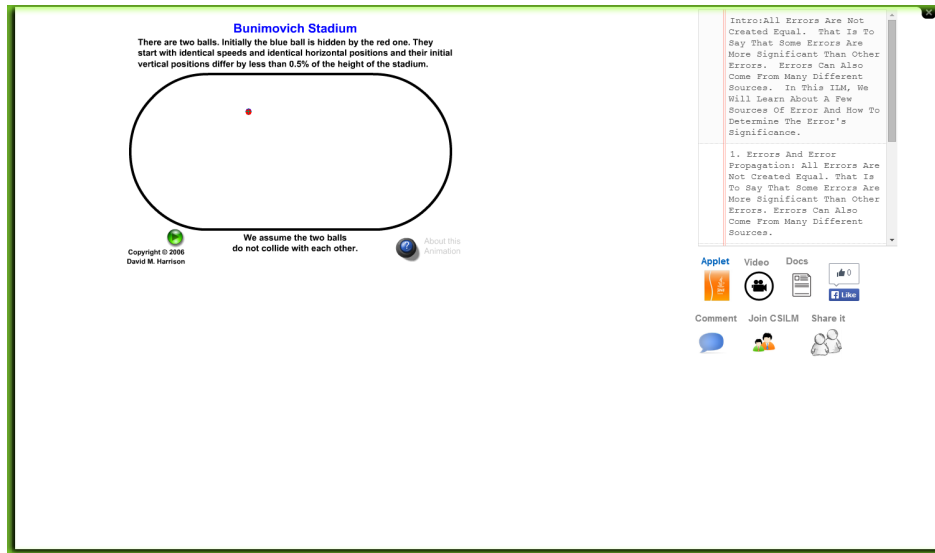 Bunimovich Stadium
There are two balls. Initially the blue ball is hidden by the red one. They
start with identical speeds and identical horizontal positions and their initial
vertical positions differ by less than 0.5% of the height of the stadium.
We assume the two balls
do not collide with each other.
Copyright © 2006
David M. Harrison
About this
Animation
Intro:All Errors Are Not
Created Equal. That Is To
Say That Some Errors Are
More Significant Than Other
Errors. Errors Can Also
Come From Many Different
Sources. In This ILM, We
Will Learn About A Few
Sources Of Error And How To
Determine The Error's
Significance.
1. Errors And Error
Propagation: All Errors Are
Not Created Equal. That Is
To Say That Some Errors Are
More Significant Than Other
Errors. Errors Can Also
Come From Many Different
Sources.
Applet Video Docs
0
Like
Comment Join CSILM Share it